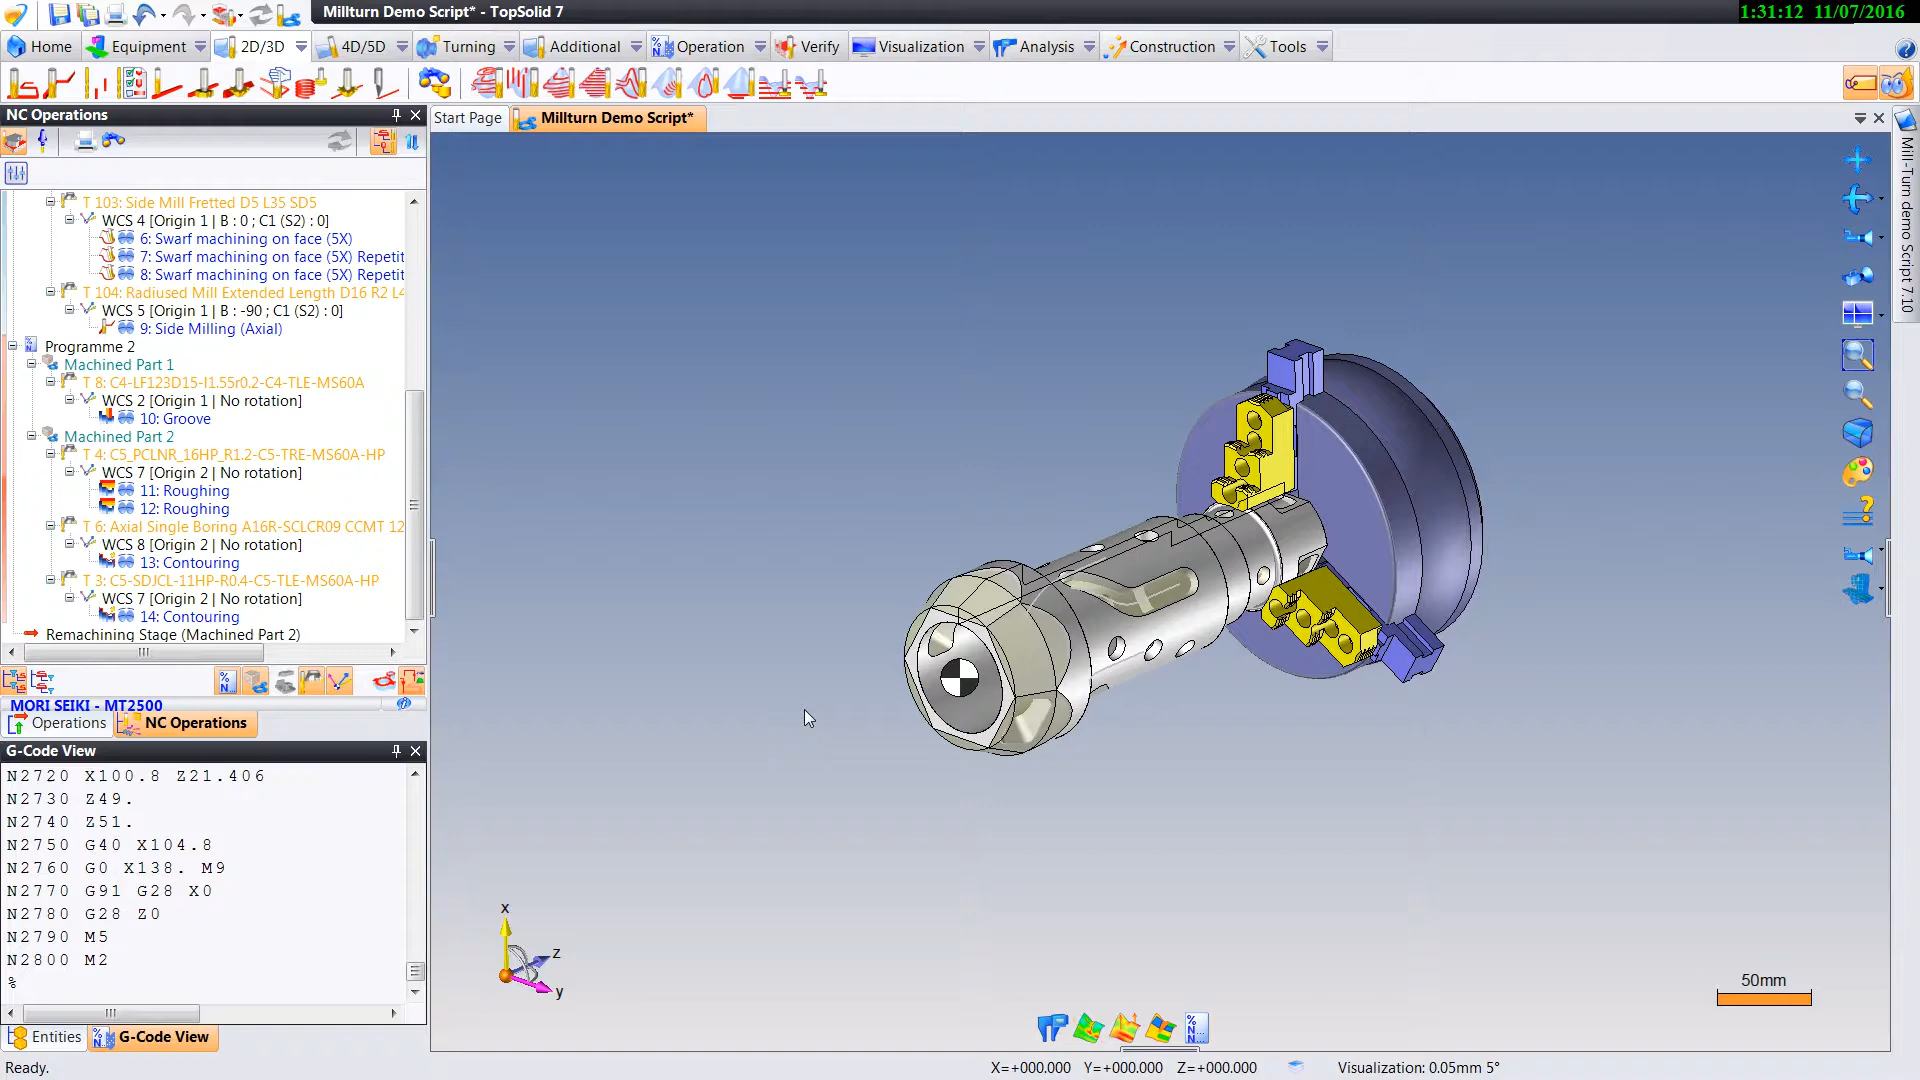 Millturn Demo Script* - TopSolid 7
1:31:12 11/07/2016
Home Equipment 2D/3D 4D/5D Turning Additional Operation Verify Visualization Analysis Construction Tools
NC Operations
Start Page Millturn Demo Script*
Mill-Turn demo Script 7.10
T 103: Side Mill Fretted D5 L35 SD5
WCS 4 [Origin 1 | B : 0 ; C1 (S2) : 0]
6: Swarf machining on face (5X)
7: Swarf machining on face (5X) Repetit
8: Swarf machining on face (5X) Repetit
T 104: Radiused Mill Extended Length D16 R2 L4
WCS 5 [Origin 1 | B : -90 ; C1 (S2) : 0]
9: Side Milling (Axial)
Programme 2
Machined Part 1
T 8: C4-LF123D15-I1.55r0.2-C4-TLE-MS60A
WCS 2 [Origin 1 | No rotation]
10: Groove
Machined Part 2
T 4: C5_PCLNR_16HP_R1.2-C5-TRE-MS60A-HP
WCS 7 [Origin 2 | No rotation]
11: Roughing
12: Roughing
T 6: Axial Single Boring A16R-SCLCR09 CCMT 12
WCS 8 [Origin 2 | No rotation]
13: Contouring
T 3: C5-SDJCL-11HP-R0.4-C5-TLE-MS60A-HP
WCS 7 [Origin 2 | No rotation]
14: Contouring
Remachining Stage (Machined Part 2)
MORI SEIKI - MT2500
Operations NC Operations
G-Code View
N2720 X100.8 Z21.406
N2730 Z49.
N2740 Z51.
N2750 G40 X104.8
N2760 G0 X138. M9
N2770 G91 G28 X0
N2780 G28 Z0
N2790 M5
N2800 M2
%
Entities G-Code View
x
z
y
50mm
Ready.
X=+000.000 Y=+000.000 Z=+000.000 Visualization: 0.05mm 5°